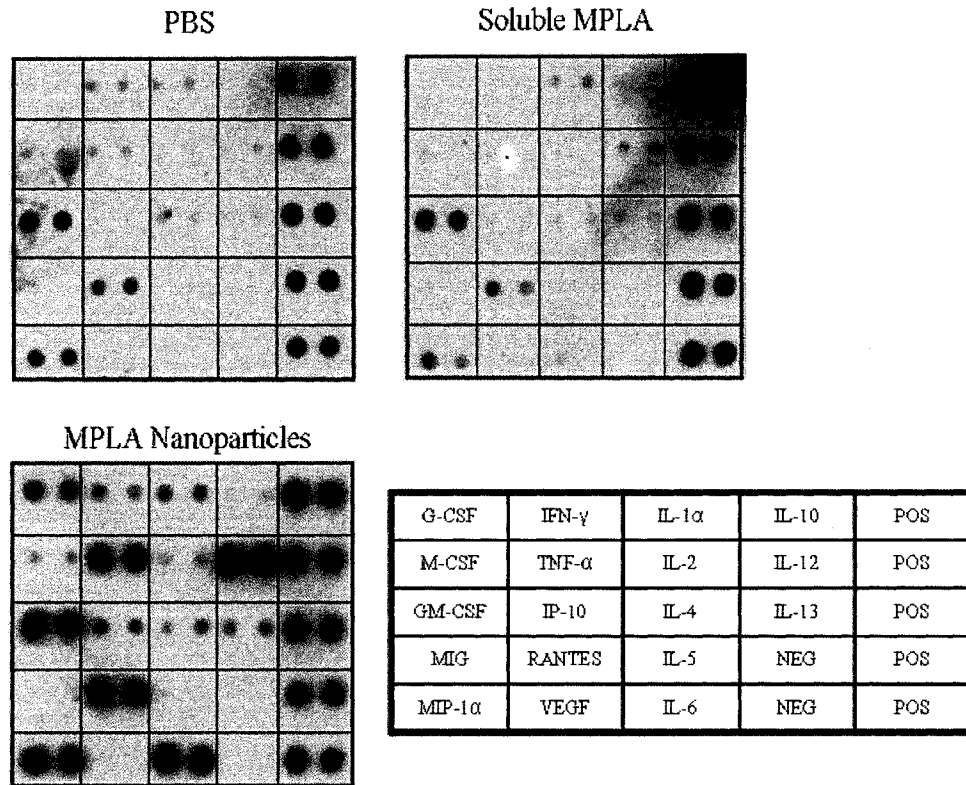 PBS
Soluble MPLA
MPLA Nanoparticles
G-CSF IFN-γ IL-1α IL-10 POS
M-CSF TNF-α IL-2 IL-12 POS
GM-CSF IP-10 IL-4 IL-13 POS
MIG RANTES IL-5 NEG POS
MIP-1α VEGF IL-6 NEG POS